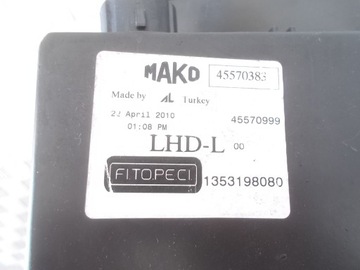 MAKO 45570383
Made by AL Turkey
22 April 2010
01:08 PM
45570999
LHD-L 00
FITOPECI 1353198080